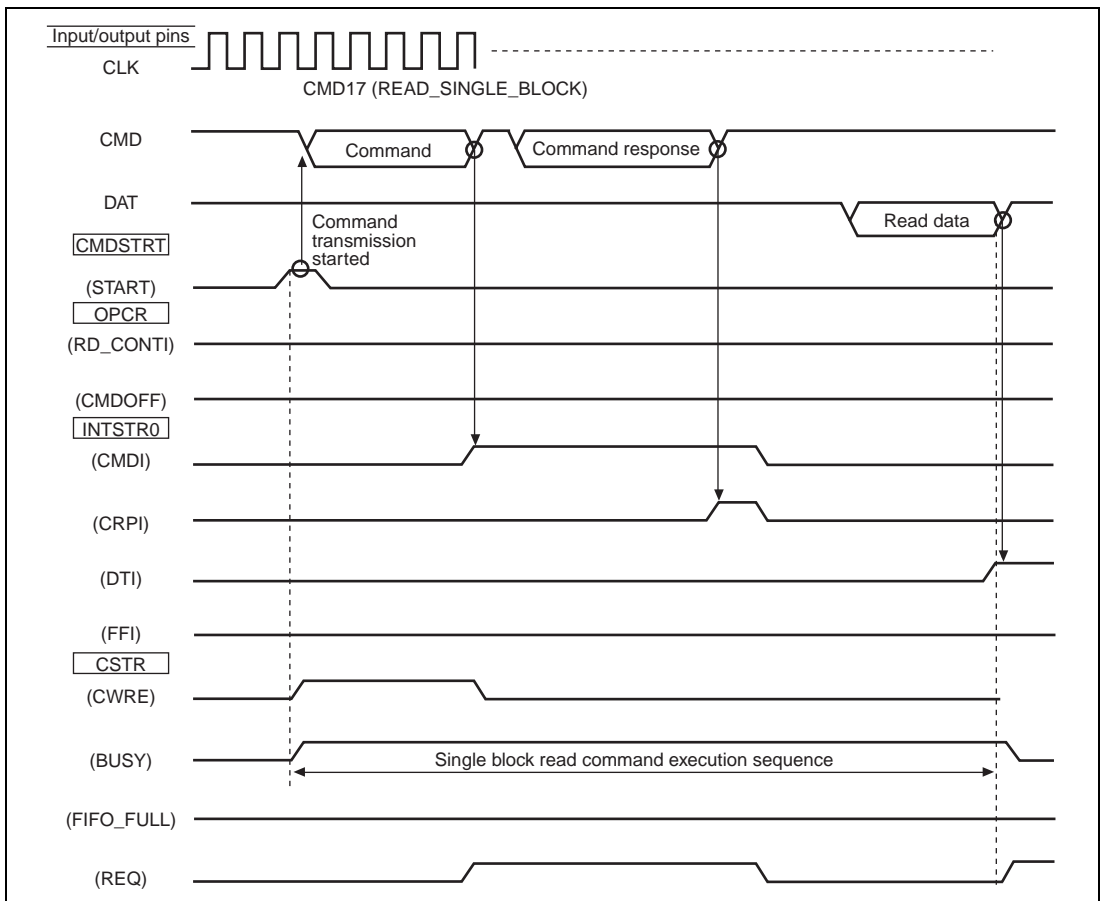 Input/output pins
CLK
CMD17 (READ_SINGLE_BLOCK)
CMD
Command
Command response
DAT
Read data
Command
transmission
started
CMDSTRT
(START)
OPCR
(RD_CONTI)
(CMDOFF)
INTSTR0
(CMDI)
(CRPI)
(DTI)
(FFI)
CSTR
(CWRE)
(BUSY)
Single block read command execution sequence
(FIFO_FULL)
(REQ)